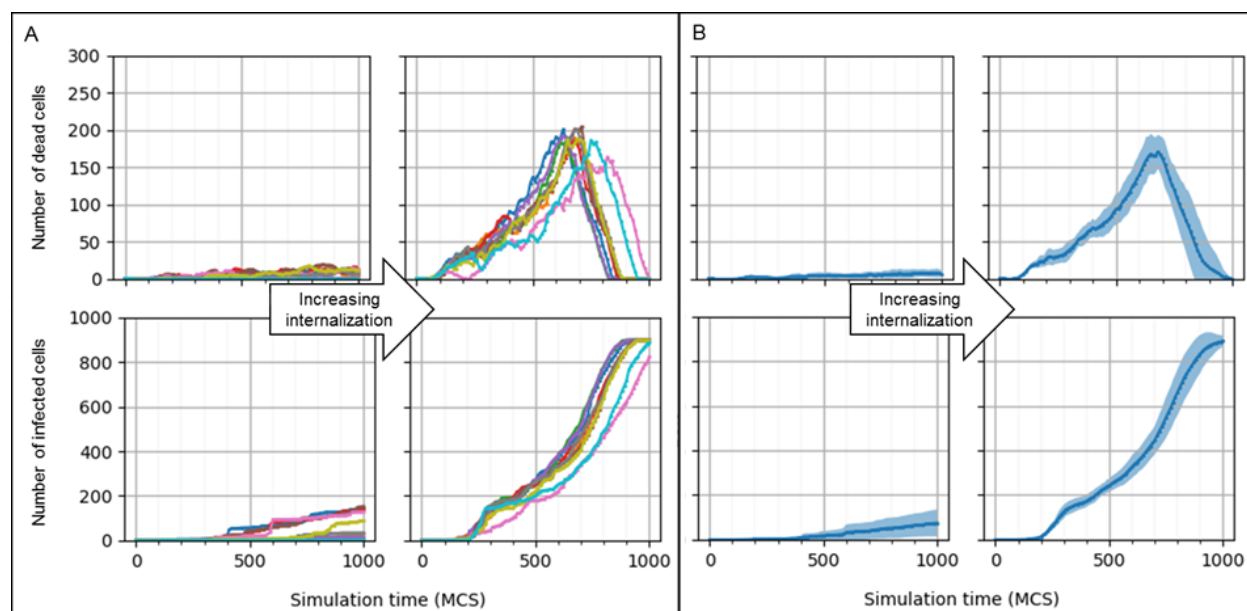 A
B
300
250
200
150
100
50
0
Number of dead cells
Increasing
internalization
Increasing
internalization
1000
800
600
400
200
0
Number of infected cells
0 500 1000 0 500 1000 0 500 1000 0 500 1000
Simulation time (MCS) Simulation time (MCS)